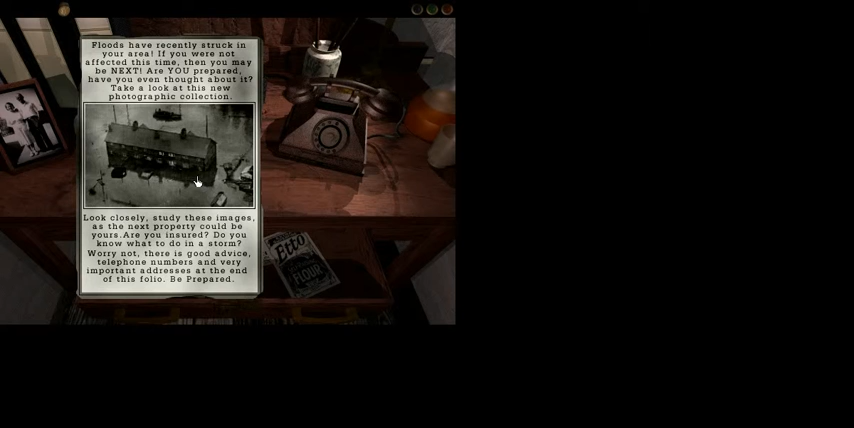 Floods have recently struck in
your area! If you were not
affected this time, then you may
be NEXT! Are YOU prepared,
have you even thought about it?
Take a look at this new
photographic collection.
Look closely, study these images,
as the next property could be
yours.Are you insured? Do you
know what to do in a storm?
Worry not, there is good advice,
telephone numbers and very
important addresses at the end
of this folio. Be Prepared.
Etto
FLOUR